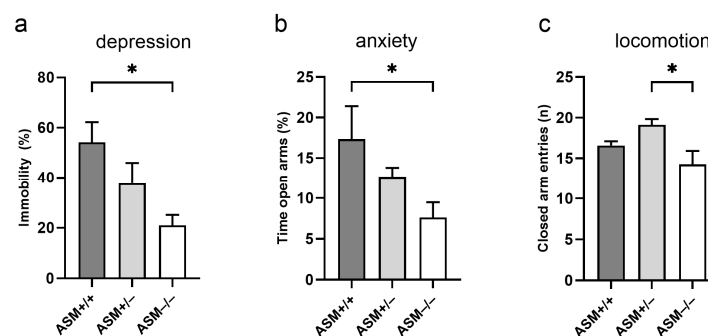 a
depression
*
80
60
40
20
0
Immobility (%)
ASM+/+
ASM+/–
ASM–/–
b
anxiety
*
25
20
15
10
5
0
Time open arms (%)
ASM+/+
ASM+/–
ASM–/–
c
locomotion
*
25
20
15
10
5
0
Closed arm entries (n)
ASM+/+
ASM+/–
ASM–/–